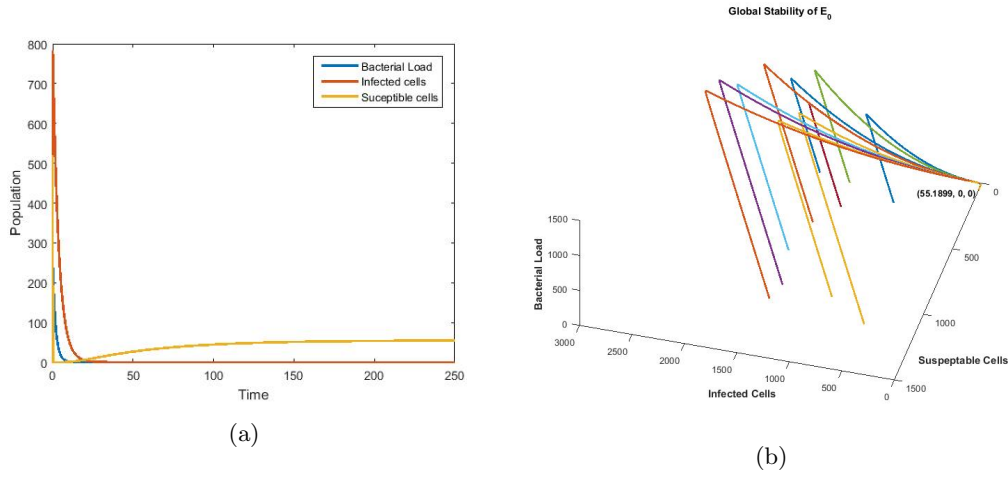 800
700
600
500
400
300
200
100
0
Population
0 50 100 150 200 250
Time
Bacterial Load
Infected cells
Suceptible cells
(a)
Global Stability of E0
(55.1899, 0, 0)
Bacterial Load
1500
1000
500
0
3000 2500 2000 1500 1000 500 0
Infected Cells
0
500
1000
1500
Suspeptable Cells
(b)